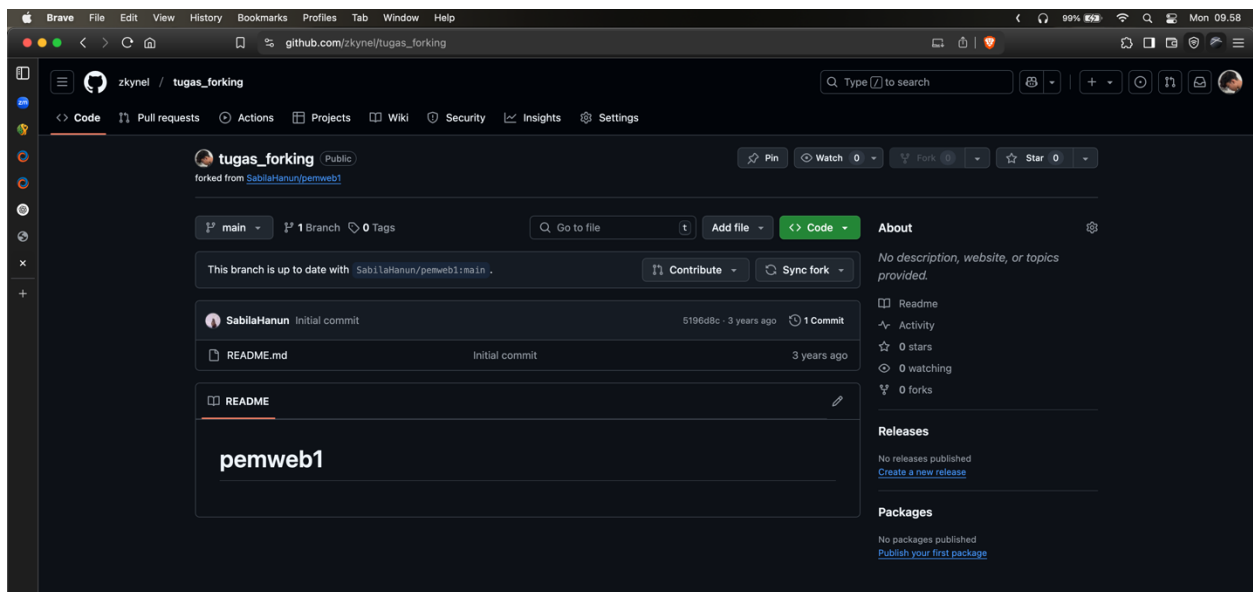 Brave File Edit View History Bookmarks Profiles Tab Window Help 99% Mon 09.58
github.com/zkynel/tugas_forking
zm
zkynel / tugas_forking Type / to search
Code Pull requests Actions Projects Wiki Security Insights Settings
tugas_forking Public Pin Watch 0 Fork 0 Star 0
forked from SabilaHanun/pemweb1
main 1 Branch 0 Tags Go to file t Add file <> Code About
No description, website, or topics
provided.
This branch is up to date with SabilaHanun/pemweb1:main . Contribute Sync fork
Readme
Activity
0 stars
0 watching
0 forks
SabilaHanun Initial commit 5196d8c · 3 years ago 1 Commit
README.md Initial commit 3 years ago
README
pemweb1
Releases
No releases published
Create a new release
Packages
No packages published
Publish your first package